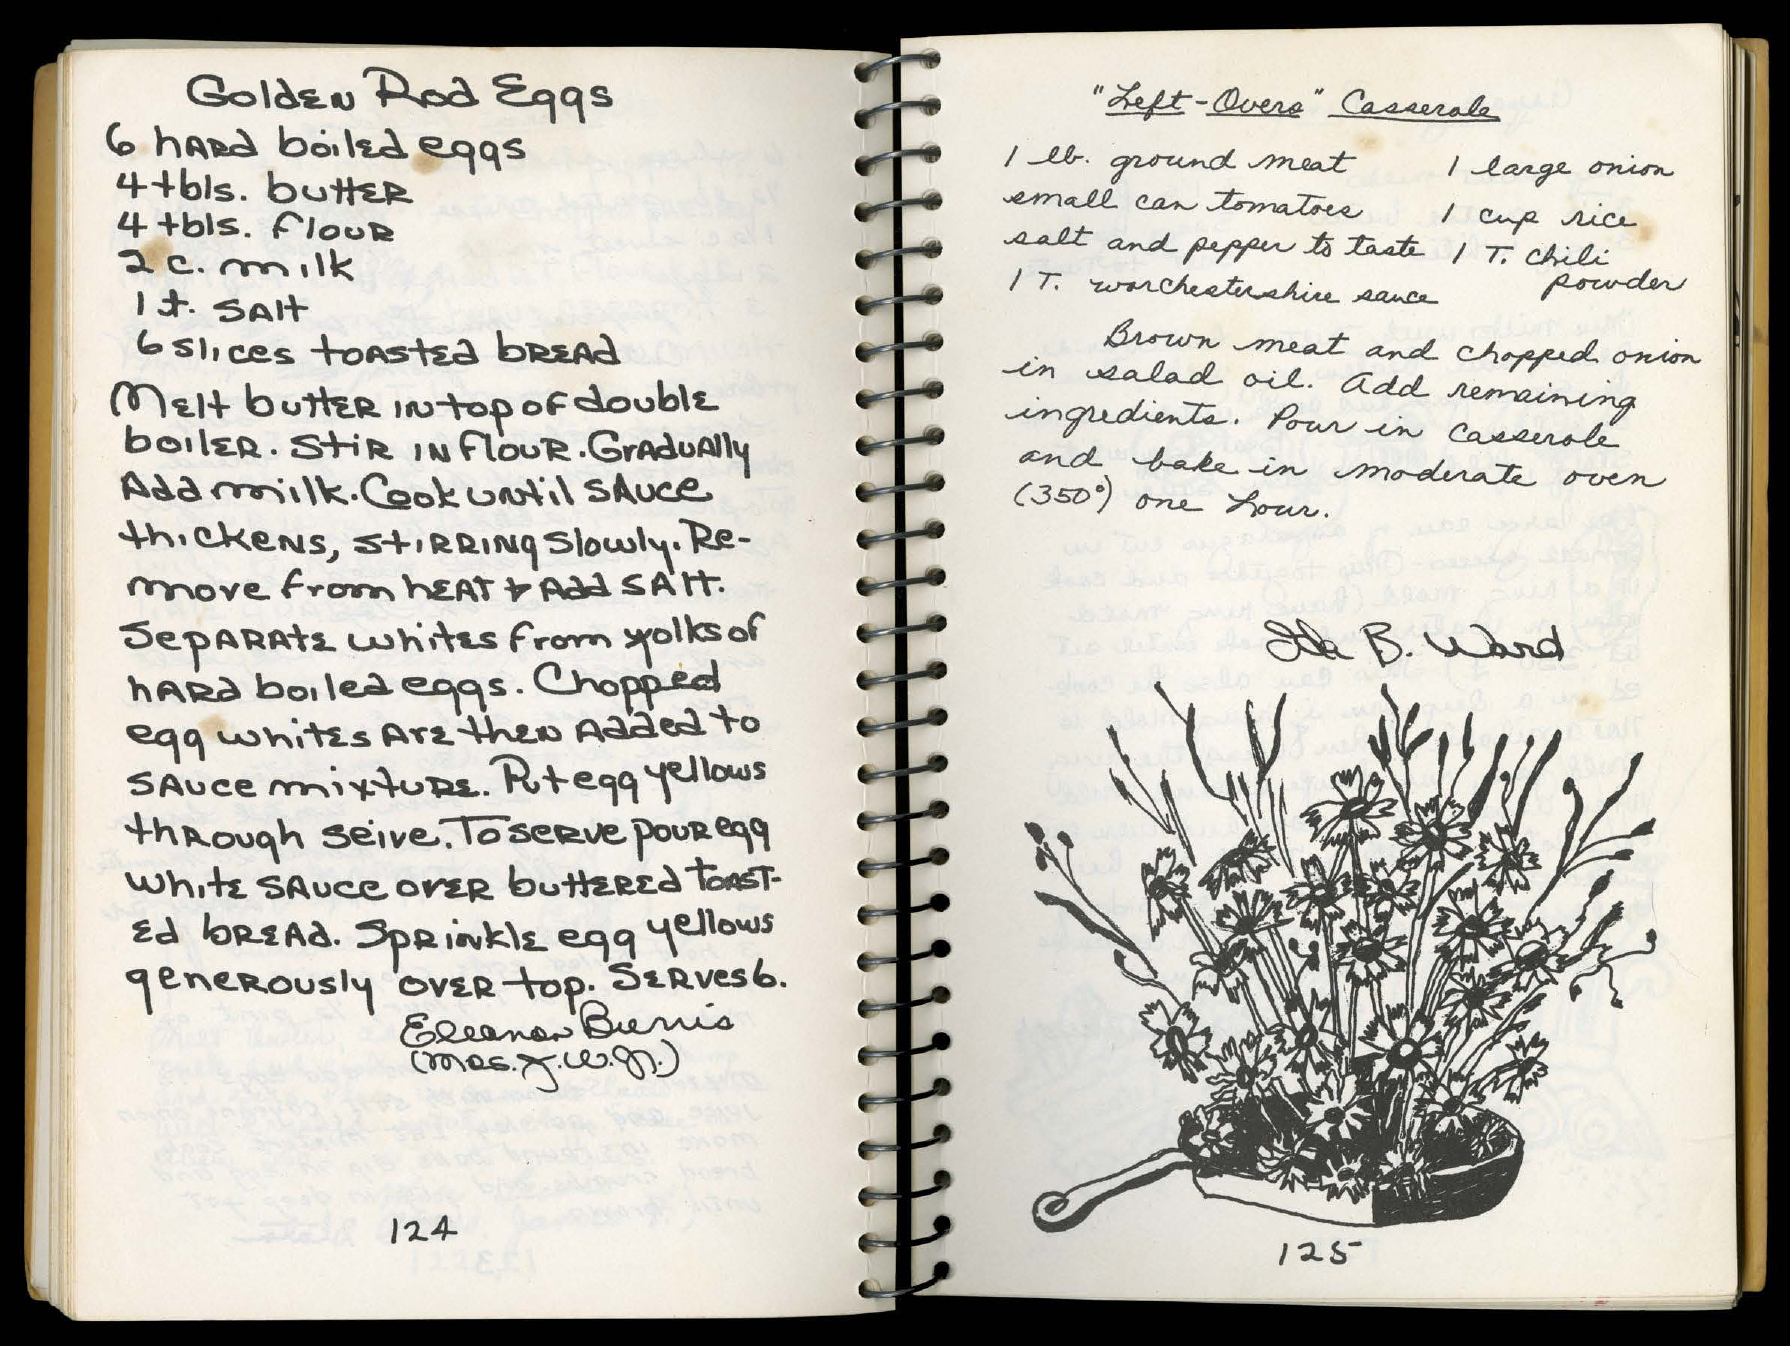 Golden Rod Eggs
6 hard boiled eggs
4 tbls. butter
4 tbls. flour
2 c. milk
1 t. salt
6 slices toasted bread
Melt butter in top of double
boiler. Stir in flour. Gradually
Add milk. Cook until sauce
thickens, stirring slowly. Re-
move from heat & Add salt.
Separate whites from yolks of
hard boiled eggs. Chopped
egg whites are then Added to
sauce mixture. Put egg yellows
through seive. To serve pour egg
white sauce over buttered toast-
ed bread. Sprinkle egg yellows
generously over top. Serves 6.
Eleanor Burris
(Mrs. J.W.Jr.)
124
"Left-Overs" Casserole
1 lb. ground meat 1 large onion
small can tomatoes 1 cup rice
salt and pepper to taste 1 T. chili
powder
1 T. worchestershire sauce
Brown meat and chopped onion
in salad oil. Add remaining
ingredients. Pour in casserole
and bake in moderate oven
(350°) one hour.
Ida B. Ward
125